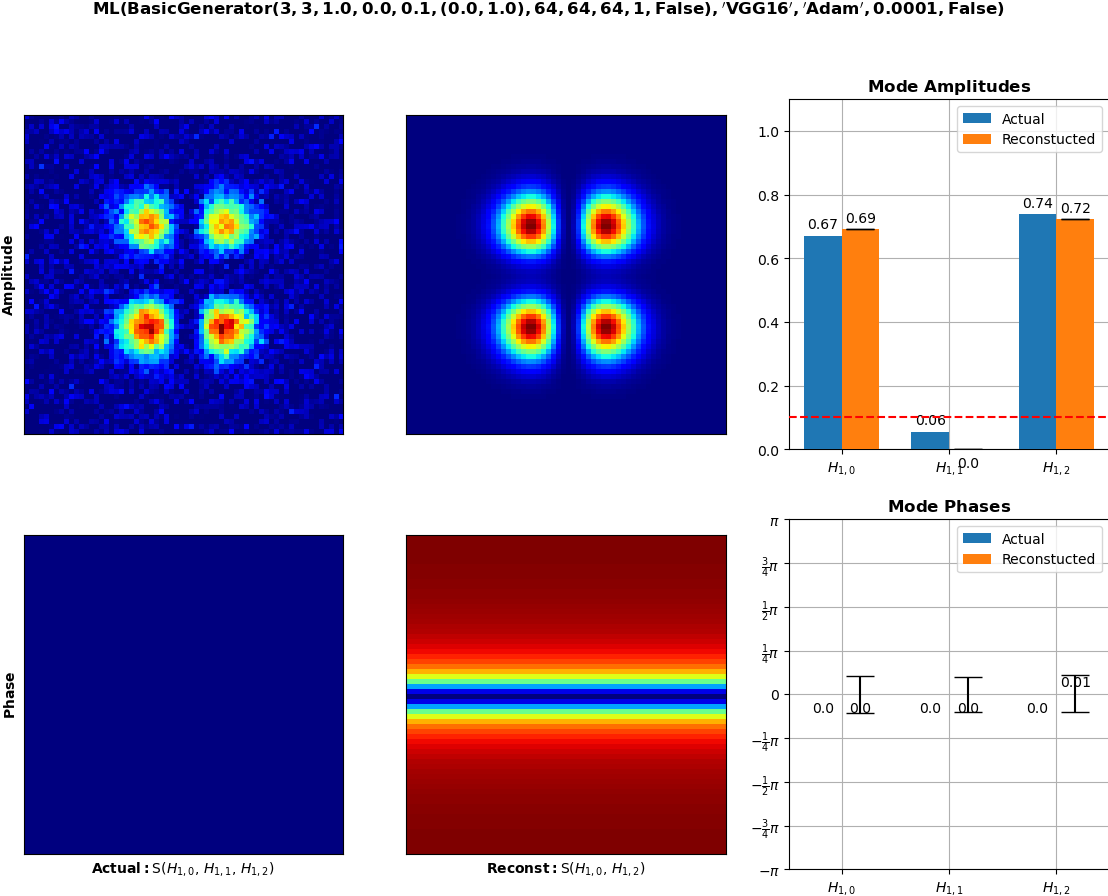 ML(BasicGenerator(3, 3, 1.0, 0.0, 0.1, (0.0, 1.0), 64, 64, 64, 1, False), ′VGG16′, ′Adam′, 0.0001, False)
Amplitude
Mode Amplitudes
Actual
Reconstucted
1.0
0.8
0.6
0.4
0.2
0.0
0.67
0.69
0.06
0.0
0.74
0.72
H1,0
H1,1
H1,2
Phase
Actual: S(H1,0, H1,1, H1,2)
Reconst: S(H1,0, H1,2)
Mode Phases
Actual
Reconstucted
π
3/4π
1/2π
1/4π
0
−1/4π
−1/2π
−3/4π
−π
0.0
0.0
0.0
0.0
0.0
0.01
H1,0
H1,1
H1,2